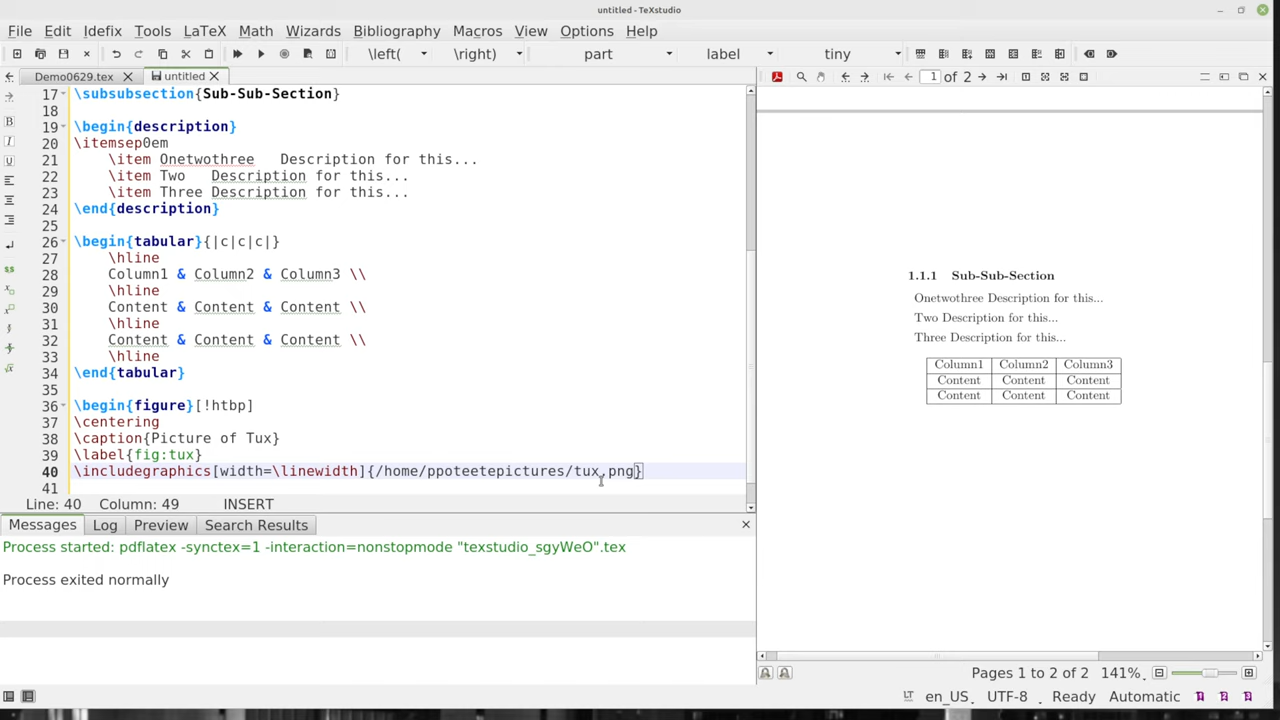 untitled - TeXstudio
File Edit Idefix Tools LaTeX Math Wizards Bibliography Macros View Options Help
\left( \right) part label tiny
Demo0629.tex untitled
1 of 2
17 \subsubsection{Sub-Sub-Section}
18
19 \begin{description}
20 \itemsep0em
21 \item Onetwothree Description for this...
22 \item Two Description for this...
23 \item Three Description for this...
24 \end{description}
25
26 \begin{tabular}{|c|c|c|}
27 \hline
28 Column1 & Column2 & Column3 \\
29 \hline
30 Content & Content & Content \\
31 \hline
32 Content & Content & Content \\
33 \hline
34 \end{tabular}
35
36 \begin{figure}[!htbp]
37 \centering
38 \caption{Picture of Tux}
39 \label{fig:tux}
40 \includegraphics[width=\linewidth]{/home/ppoteetepictures/tux.png}
41
Line: 40 Column: 49 INSERT
Messages Log Preview Search Results
Process started: pdflatex -synctex=1 -interaction=nonstopmode "texstudio_sgyWeO".tex
Process exited normally
1.1.1 Sub-Sub-Section
Onetwothree Description for this...
Two Description for this...
Three Description for this...
Column1 Column2 Column3
Content Content Content
Content Content Content
Pages 1 to 2 of 2 141%
en_US UTF-8 Ready Automatic